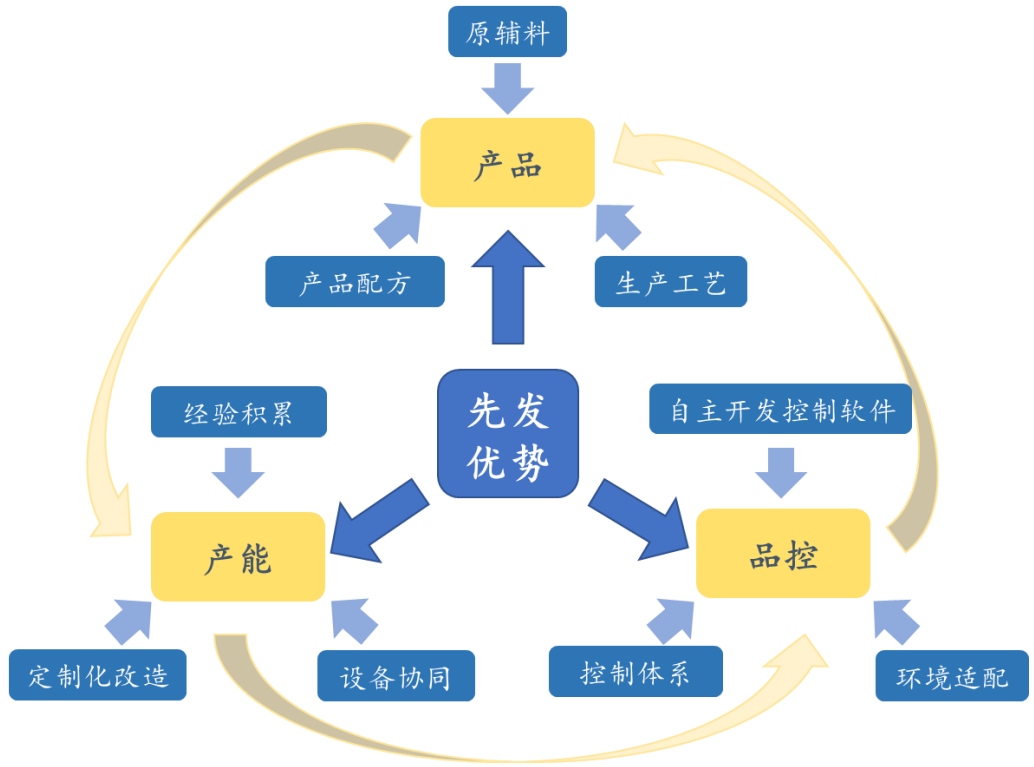 原辅料
产品
产品配方
生产工艺
先发
优势
经验积累
自主开发控制软件
产能
品控
定制化改造
设备协同
控制体系
环境适配